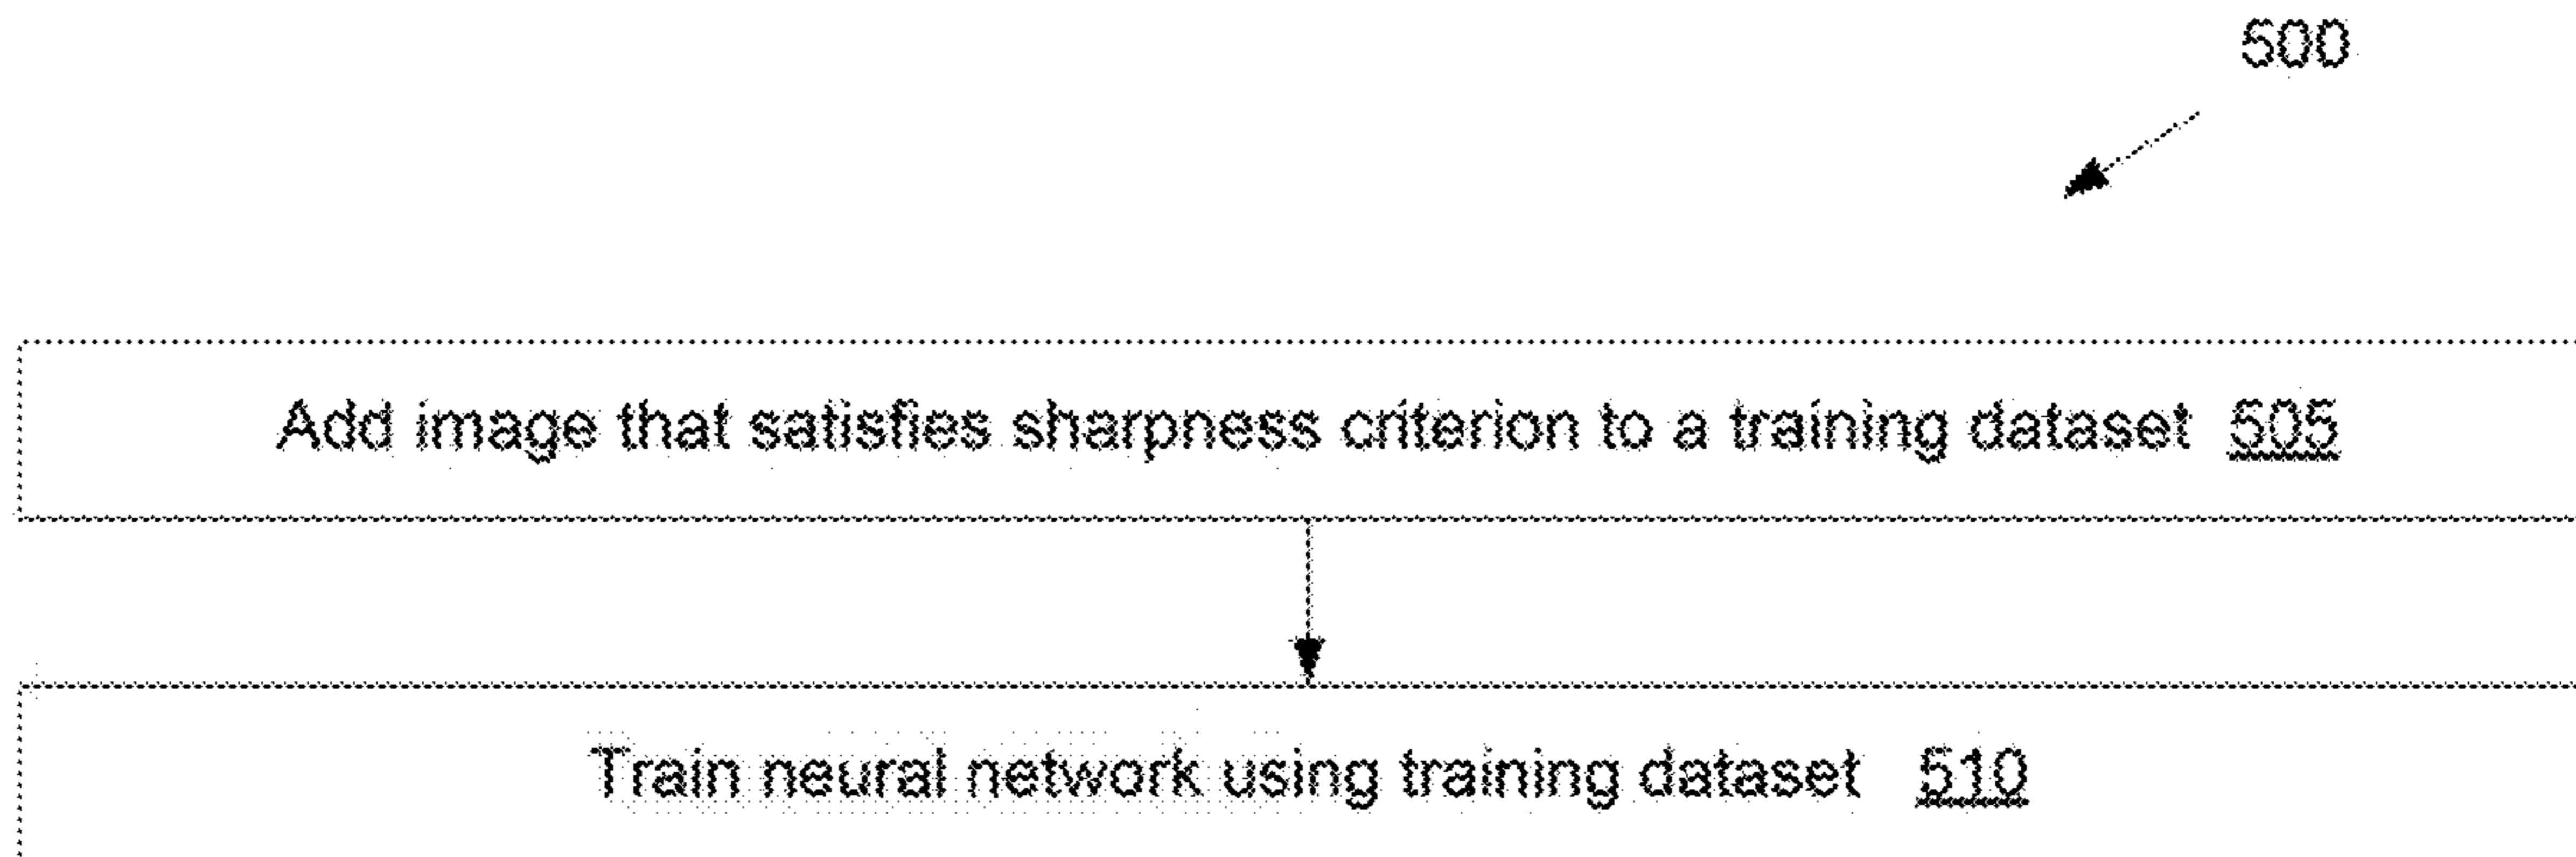 500
Add image that satisfies sharpness criterion to a training dataset 505
Train neural network using training dataset 510